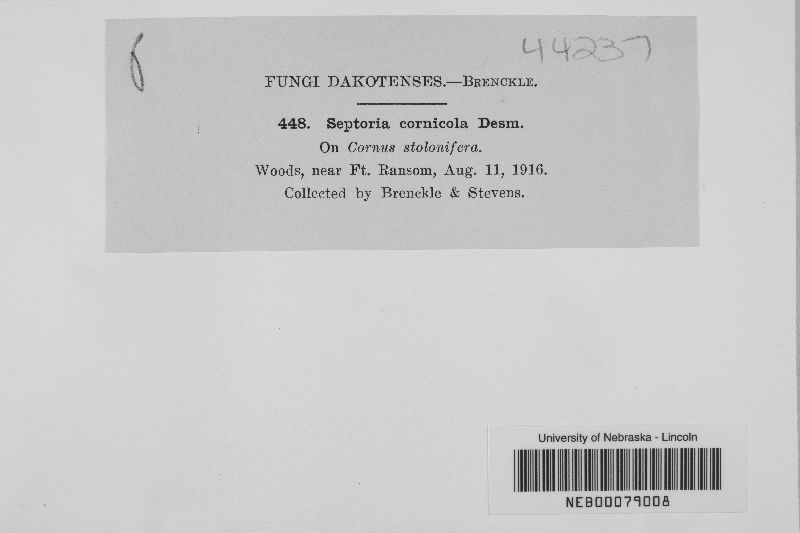 44237
FUNGI DAKOTENSES.—BRENCKLE.
448. Septoria cornicola Desm.
On Cornus stolonifera.
Woods, near Ft. Ransom, Aug. 11, 1916.
Collected by Brenckle & Stevens.
University of Nebraska - Lincoln
NEB00079008